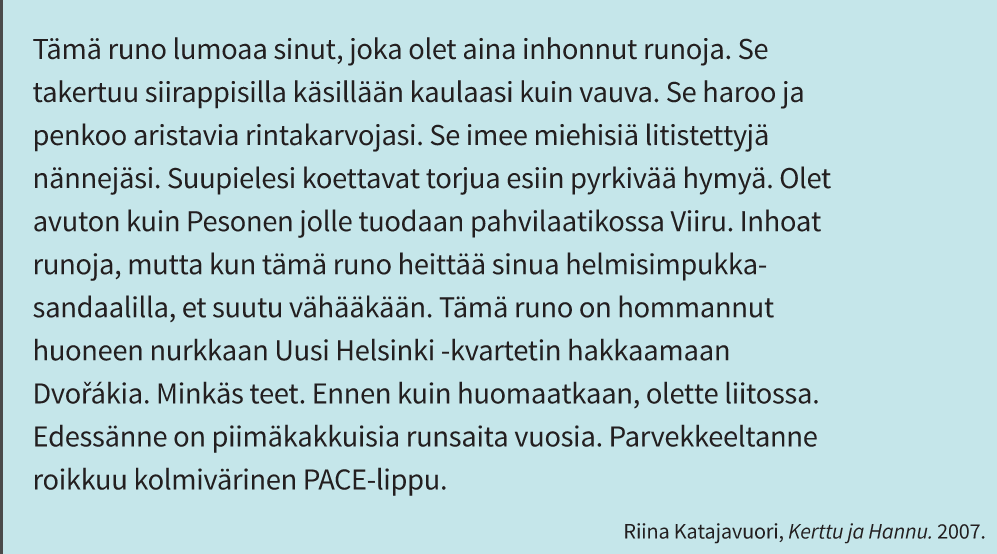 Tämä runo lumoaa sinut, joka olet aina inhonnut runoja. Se
takertuu siirappisilla käsillään kaulaasi kuin vauva. Se haroo ja
penkoo aristavia rintakarvojasi. Se imee miehisiä litistettyjä
nännejäsi. Suupielesi koettavat torjua esiin pyrkivää hymyä. Olet
avuton kuin Pesonen jolle tuodaan pahvilaatikossa Viiru. Inhoat
runoja, mutta kun tämä runo heittää sinua helmisimpukka-
sandaalilla, et suutu vähääkään. Tämä runo on hommannut
huoneen nurkkaan Uusi Helsinki -kvartetin hakkaamaan
Dvořákia. Minkäs teet. Ennen kuin huomaatkaan, olette liitossa.
Edessänne on piimäkakkuisia runsaita vuosia. Parvekkeeltanne
roikkuu kolmivärinen PACE-lippu.
Riina Katajavuori, Kerttu ja Hannu. 2007.